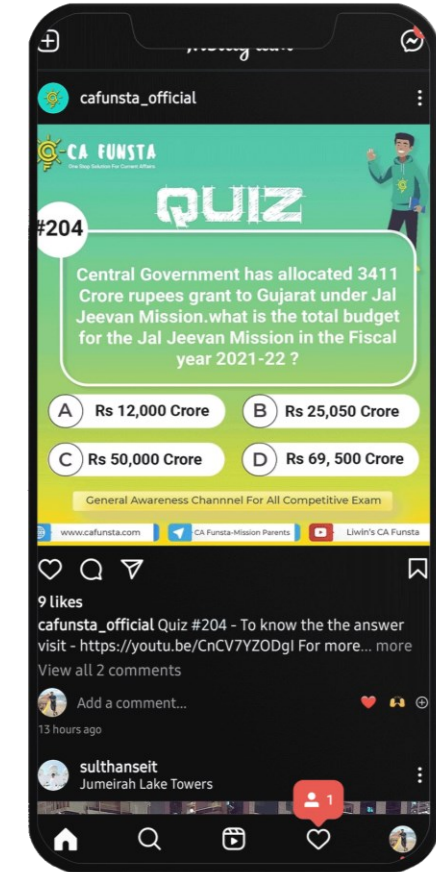 cafunsta_official
CA FUNSTA
One Stop Solution For Current Affairs
QUIZ
#204
Central Government has allocated 3411
Crore rupees grant to Gujarat under Jal
Jeevan Mission.what is the total budget
for the Jal Jeevan Mission in the Fiscal
year 2021-22 ?
A Rs 12,000 Crore
B Rs 25,050 Crore
C Rs 50,000 Crore
D Rs 69, 500 Crore
General Awareness Channnel For All Competitive Exam
www.cafunsta.com
CA Funsta-Mission Parents
Liwin's CA Funsta
9 likes
cafunsta_official Quiz #204 - To know the the answer
visit - https://youtu.be/CnCV7YZODgI For more... more
View all 2 comments
Add a comment...
13 hours ago
sulthanseit
Jumeirah Lake Towers
1